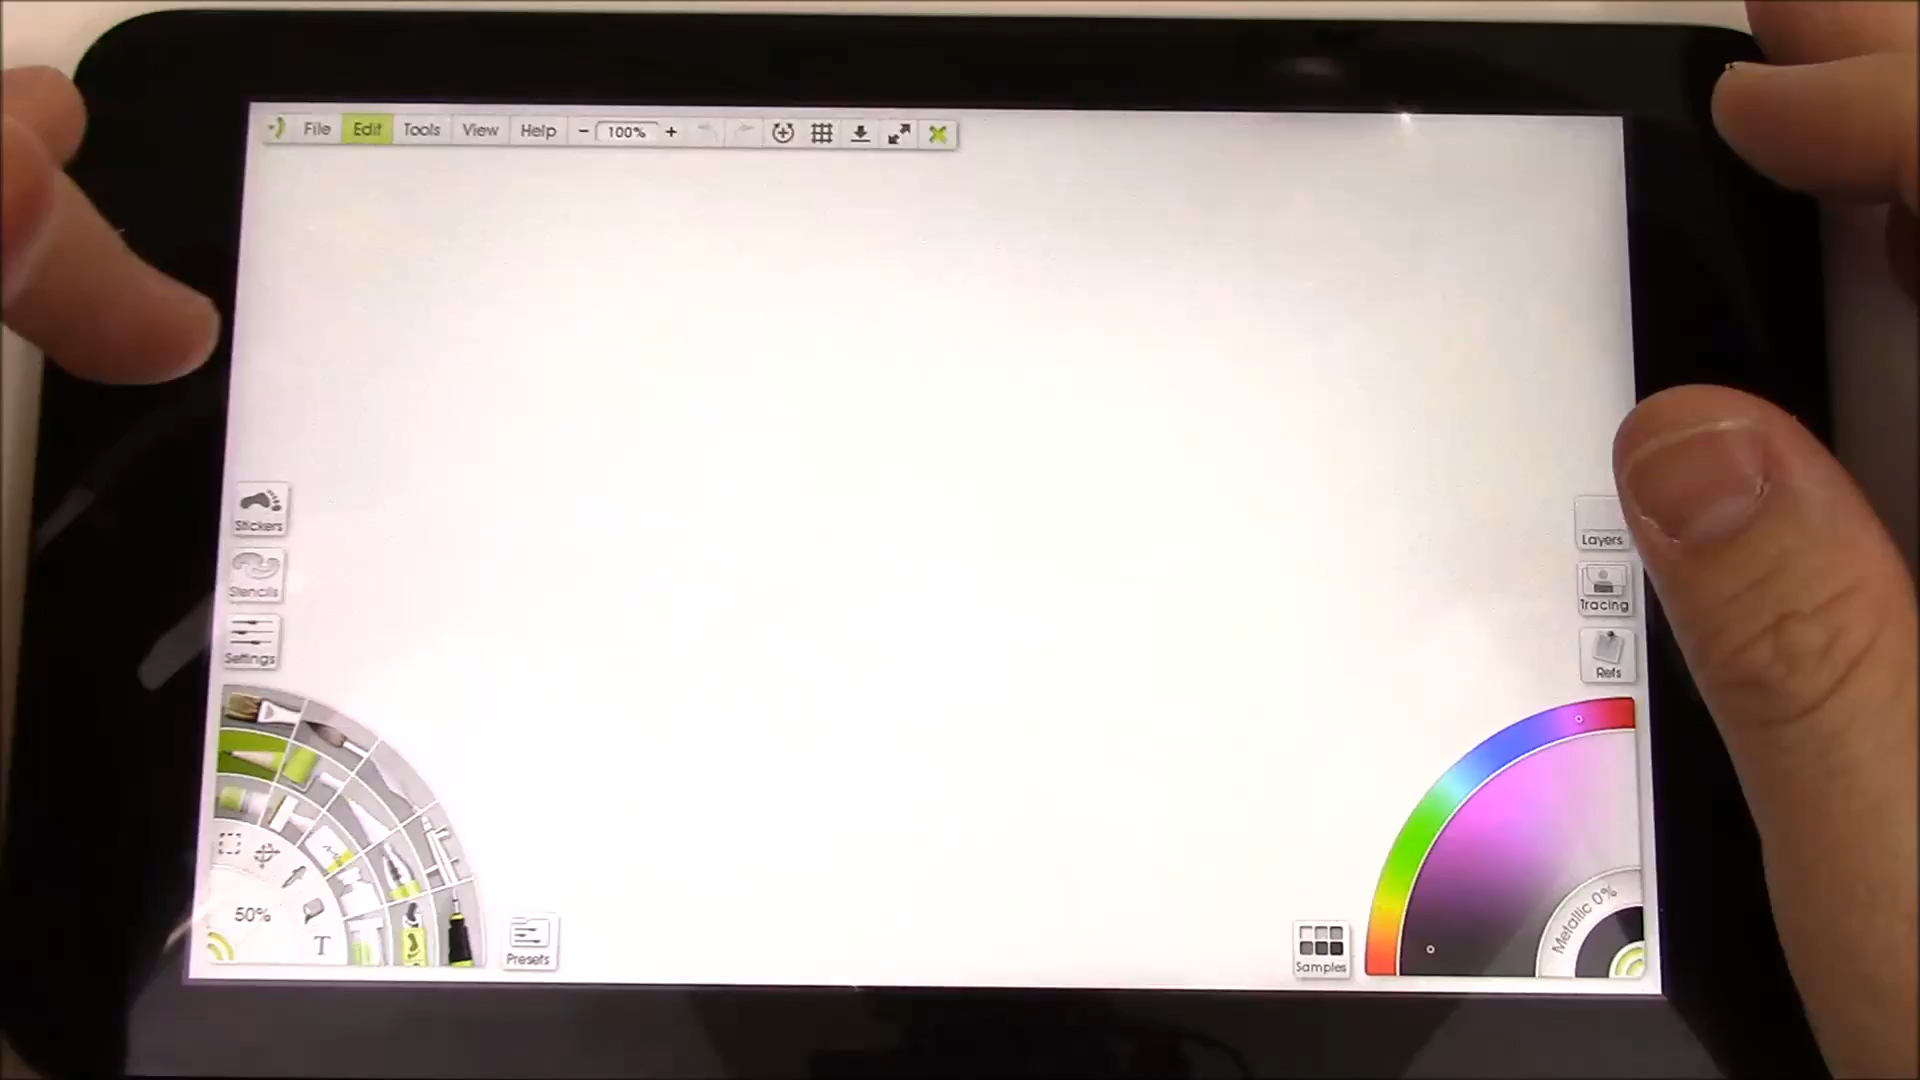 File Edit Tools View Help − 100% +
Stickers
Stencils
Settings
Layers
Tracing
Refs
50%
T
Presets
Samples
Metallic 0%